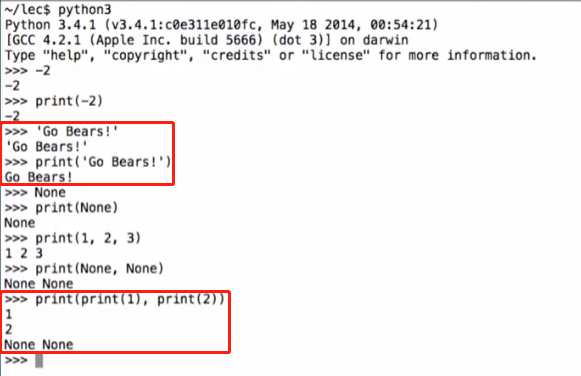 ~/lec$ python3
Python 3.4.1 (v3.4.1:c0e311e010fc, May 18 2014, 00:54:21)
[GCC 4.2.1 (Apple Inc. build 5666) (dot 3)] on darwin
Type "help", "copyright", "credits" or "license" for more information.
>>> -2
-2
>>> print(-2)
-2
>>> 'Go Bears!'
'Go Bears!'
>>> print('Go Bears!')
Go Bears!
>>> None
>>> print(None)
None
>>> print(1, 2, 3)
1 2 3
>>> print(None, None)
None None
>>> print(print(1), print(2))
1
2
None None
>>>